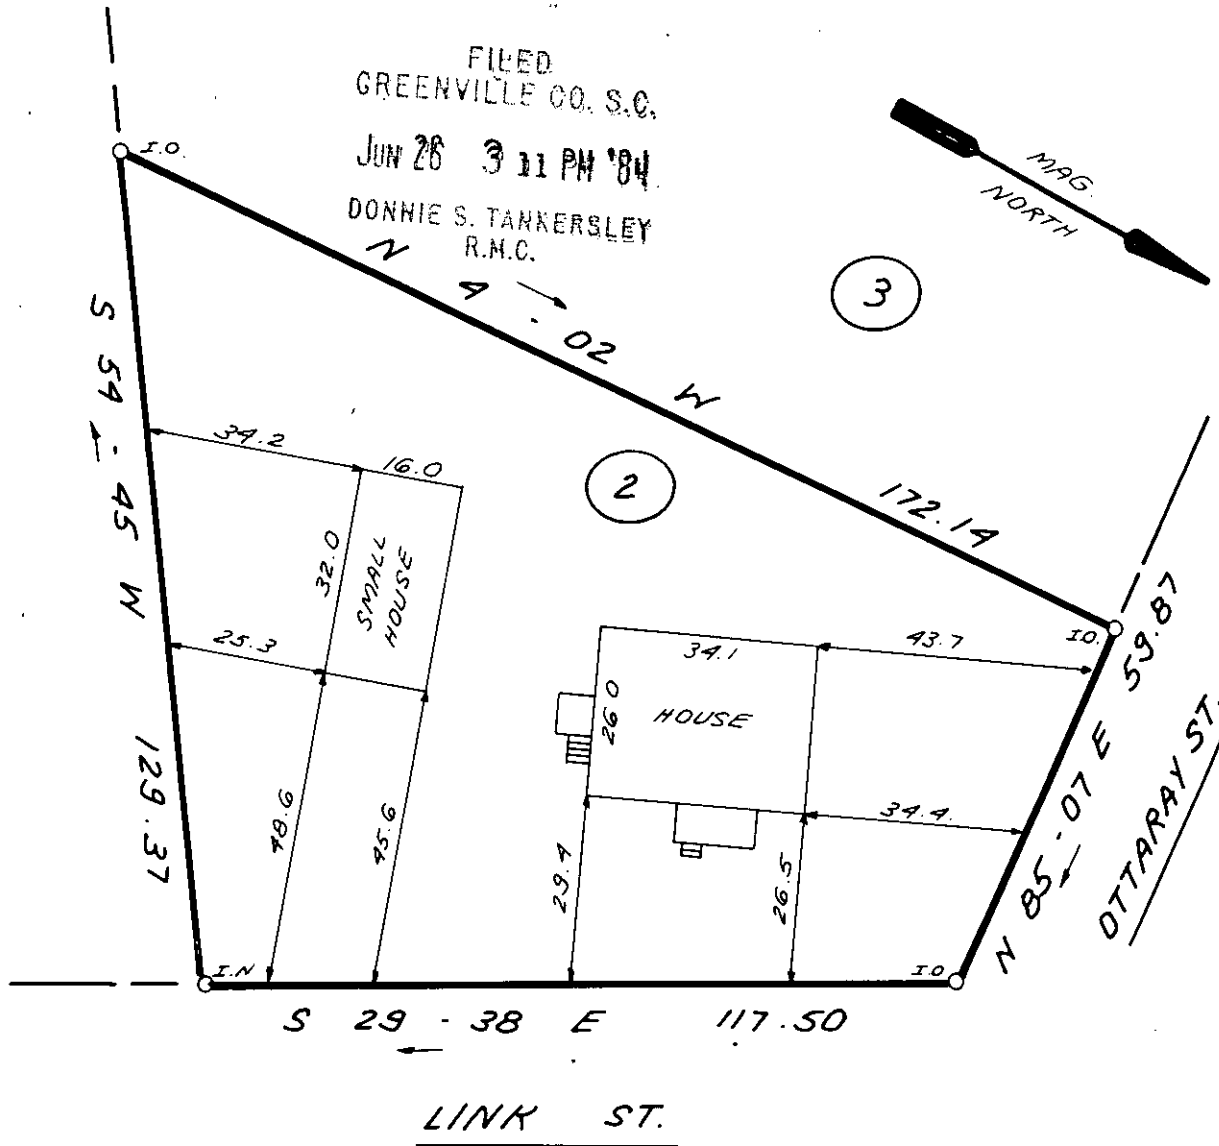 FILED
GREENVILLE CO. S.C.
JUN 26 3 11 PM '84
DONNIE S. TANKERSLEY
R.M.C.
MAG
NORTH
I.O.
N 4 - 02 W 172.14
3
2
S 54 - 45 W 129.37
34.2
16.0
32.0
SMALL
HOUSE
25.3
48.6
45.6
34.1
43.7
I.O.
26.0
HOUSE
34.4
29.4
26.5
N 85 - 07 E 59.87
OTTARAY ST.
I.N
I.O
S 29 - 38 E 117.50
LINK ST.